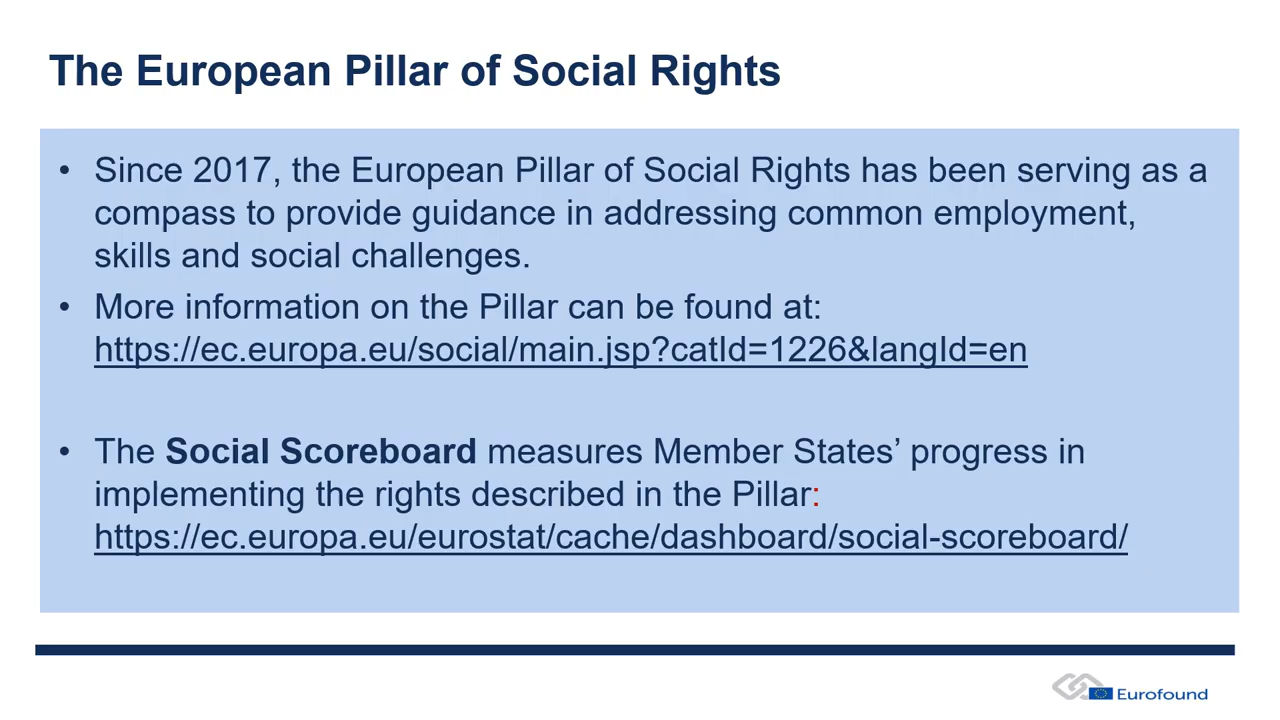 The European Pillar of Social Rights
• Since 2017, the European Pillar of Social Rights has been serving as a
compass to provide guidance in addressing common employment,
skills and social challenges.
• More information on the Pillar can be found at:
https://ec.europa.eu/social/main.jsp?catId=1226&langId=en
• The Social Scoreboard measures Member States’ progress in
implementing the rights described in the Pillar:
https://ec.europa.eu/eurostat/cache/dashboard/social-scoreboard/
Eurofound